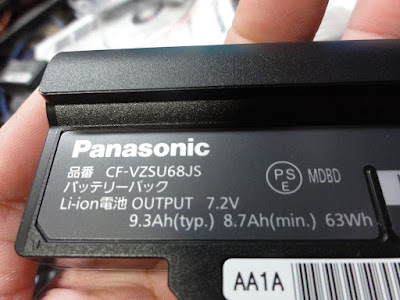 Panasonic
品番 CF-VZSU68JS
バッテリーパック
Li-ion電池 OUTPUT 7.2V
9.3Ah(typ.) 8.7Ah(min.) 63Wh
PS
E
MDBD
AA1A